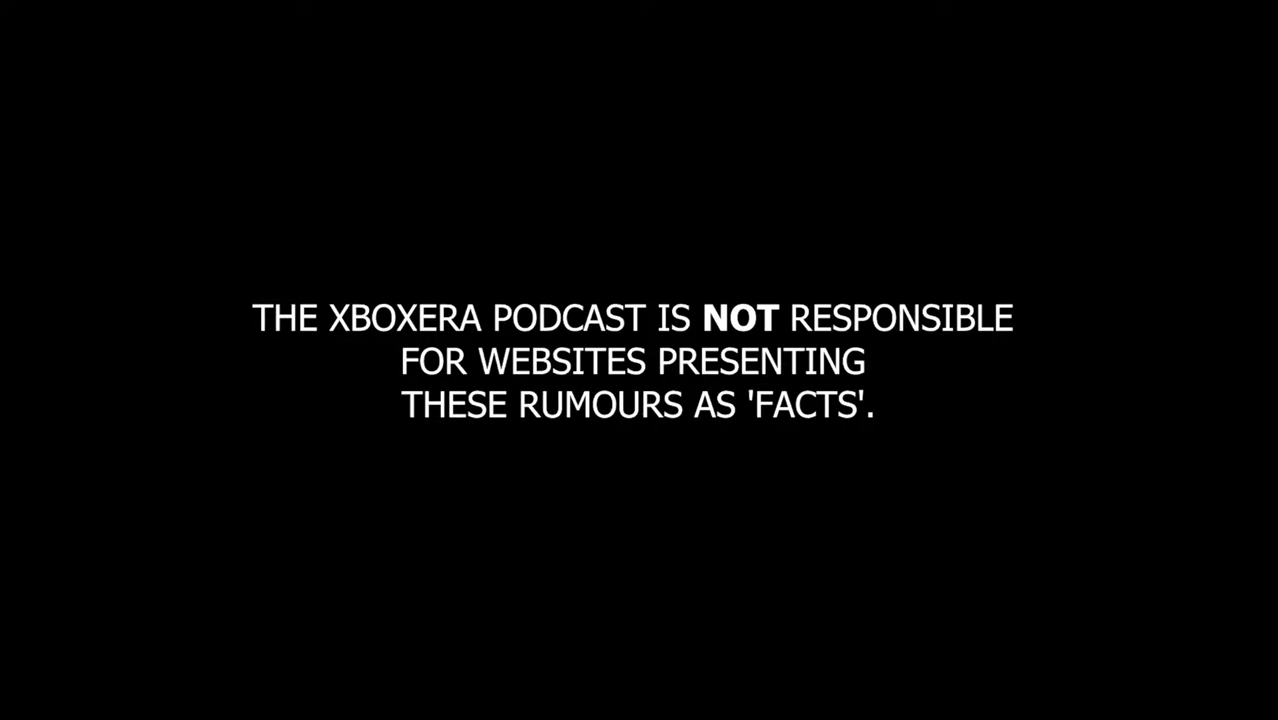 THE XBOXERA PODCAST IS NOT RESPONSIBLE
FOR WEBSITES PRESENTING
THESE RUMOURS AS 'FACTS'.